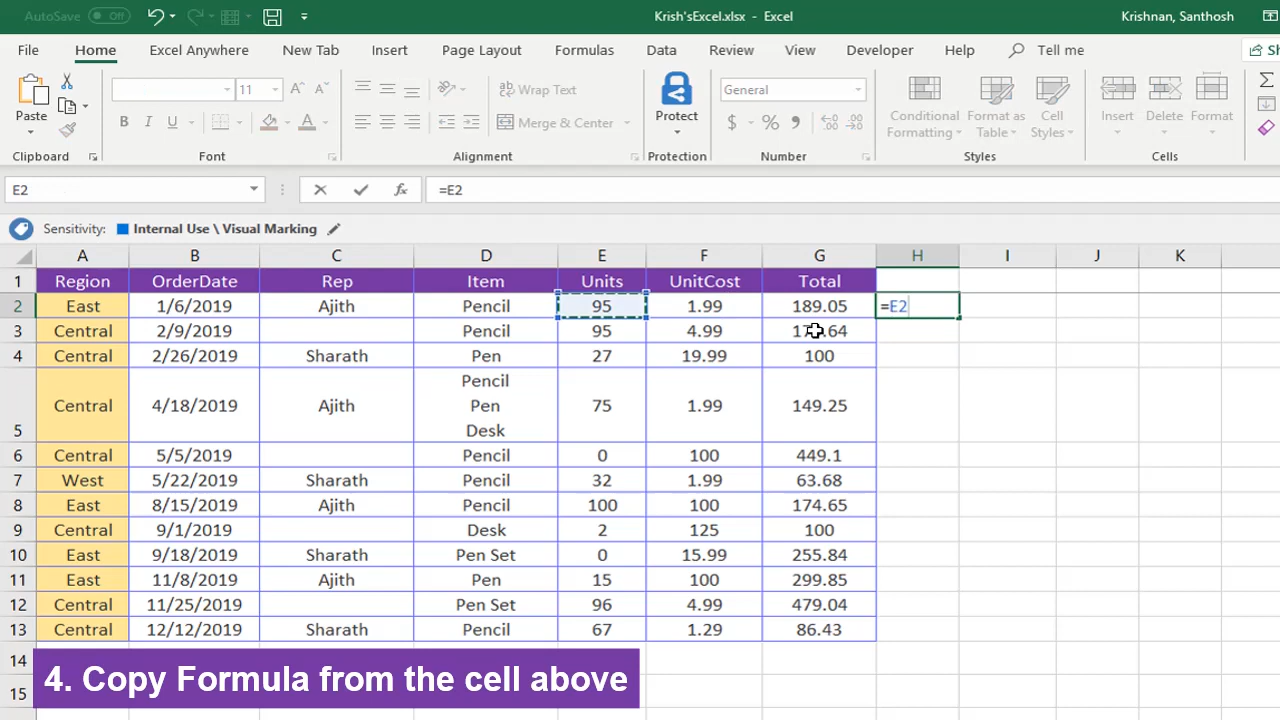 AutoSave Off Krish'sExcel.xlsx - Excel Krishnan, Santhosh
File Home Excel Anywhere New Tab Insert Page Layout Formulas Data Review View Developer Help Tell me
Paste 11 Wrap Text Merge & Center Protect General Conditional Formatting Format as Table Cell Styles Insert Delete Format
Clipboard Font Alignment Protection Number Styles Cells
E2 fx =E2
Sensitivity: Internal Use \ Visual Marking
A B C D E F G H I J K
1 Region OrderDate Rep Item Units UnitCost Total
2 East 1/6/2019 Ajith Pencil 95 1.99 189.05 =E2
3 Central 2/9/2019 Pencil 95 4.99
4 Central 2/26/2019 Sharath Pen 27 19.99 100
5 Central 4/18/2019 Ajith Pencil Pen Desk 75 1.99 149.25
6 Central 5/5/2019 Pencil 0 100 449.1
7 West 5/22/2019 Sharath Pencil 32 1.99 63.68
8 East 8/15/2019 Ajith Pencil 100 100 174.65
9 Central 9/1/2019 Desk 2 125 100
10 East 9/18/2019 Sharath Pen Set 0 15.99 255.84
11 East 11/8/2019 Ajith Pen 15 100 299.85
12 Central 11/25/2019 Pen Set 96 4.99 479.04
13 Central 12/12/2019 Sharath Pencil 67 1.29 86.43
14
15
4. Copy Formula from the cell above